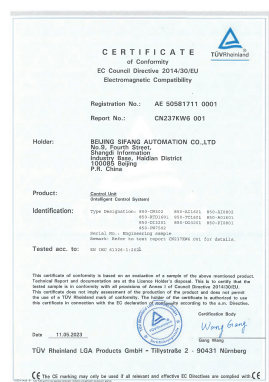 TÜVRheinland
CERTIFICATE
of Conformity
EC Council Directive 2014/30/EU
Electromagnetic Compatibility
Registration No.: AE 50581711 0001
Report No.: CN237KW6 001
Holder: BEIJING SIFANG AUTOMATION CO.,LTD
No.9, Fourth Street,
Shangdi Information
Industry Base, Haidian District
100085 Beijing
P.R. China
Product: Control Unit
(Intelligent Control System)
Identification: Type Designation:
Serial No.: Engineering sample
Remark: Refer to test report CN237KW6 001 for details.
Tested acc. to: EN IEC 61326-1:2021
This certificate of conformity is based on an evaluation of a sample of the above mentioned product.
Technical Report and documentation are at the Licence Holder's disposal. This is to certify that the
tested sample is in conformity with all provisions of Annex I of Council Directive 2014/30/EU.
This certificate does not imply assessment of the production of the product and does not permit
the use of a TÜV Rheinland mark of conformity. The holder of the certificate is authorized to use
this certificate in connection with the EC declaration of conformity according to the a.m. Directive.
Certification Body
Date 11.05.2023
Gang Wang
TÜV Rheinland LGA Products GmbH - Tillystraße 2 - 90431 Nürnberg
CE The CE marking may only be used if all relevant and effective EC Directives are complied with. CE